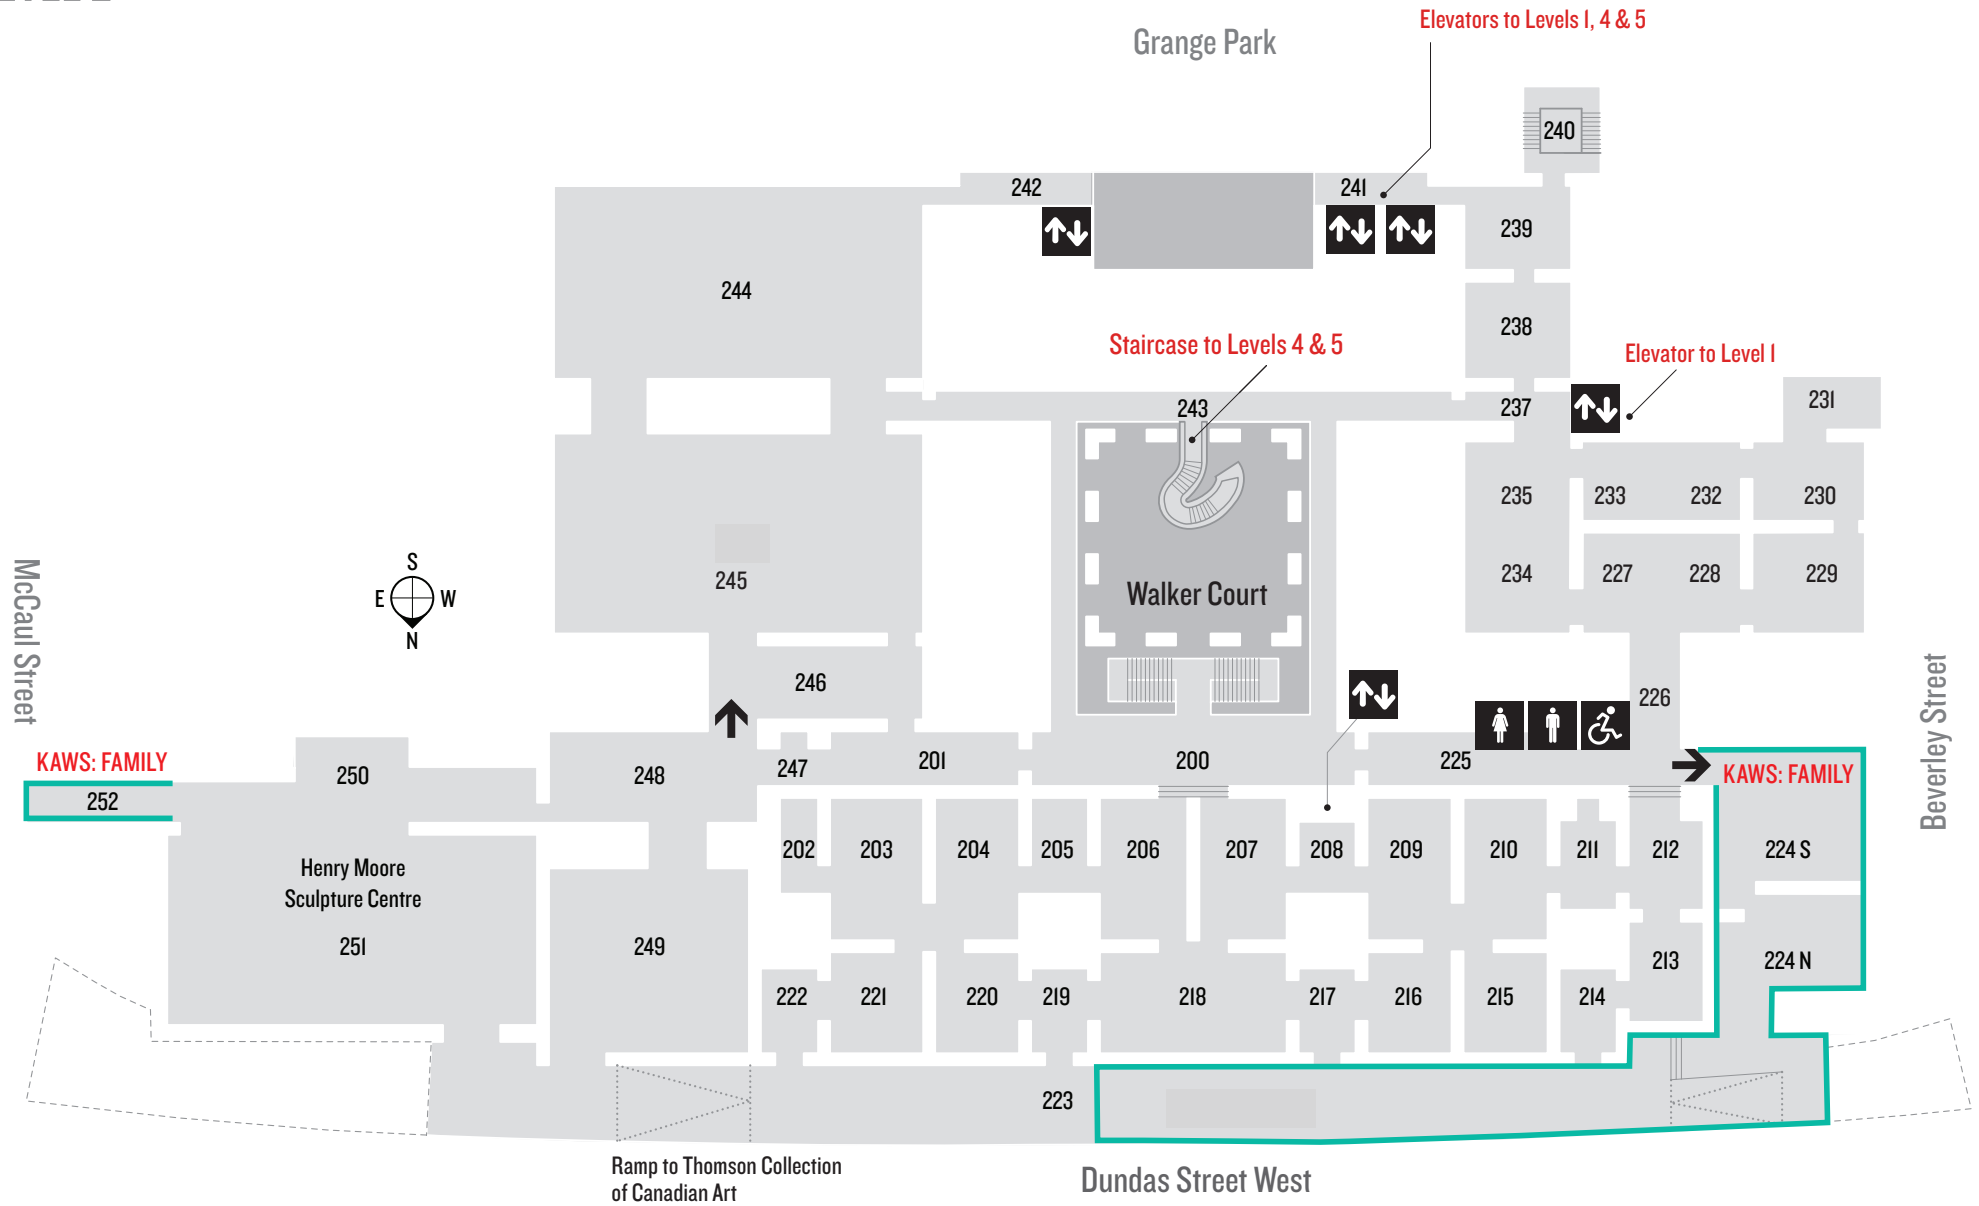 Elevators to Levels 1, 4 & 5
Grange Park
240
242
241
239
244
238
Staircase to Levels 4 & 5
Elevator to Level 1
231
243
237
235
233
232
230
S
E
W
N
McCaul Street
245
Walker Court
234
227
228
229
246
226
Beverley Street
KAWS: FAMILY
250
248
247
201
200
225
KAWS: FAMILY
252
202
203
204
205
206
207
208
209
210
211
212
224 S
Henry Moore
Sculpture Centre
251
249
213
224 N
222
221
220
219
218
217
216
215
214
223
Ramp to Thomson Collection
of Canadian Art
Dundas Street West